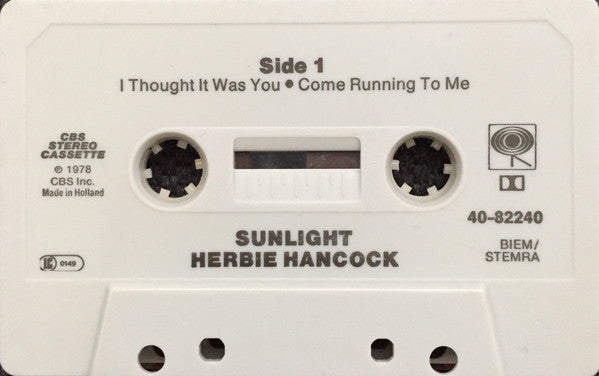 Side 1
I Thought It Was You • Come Running To Me
CBS
STEREO
CASSETTE
℗ 1978
CBS Inc.
Made in Holland
40-82240
SUNLIGHT
HERBIE HANCOCK
BIEM/
STEMRA
0149